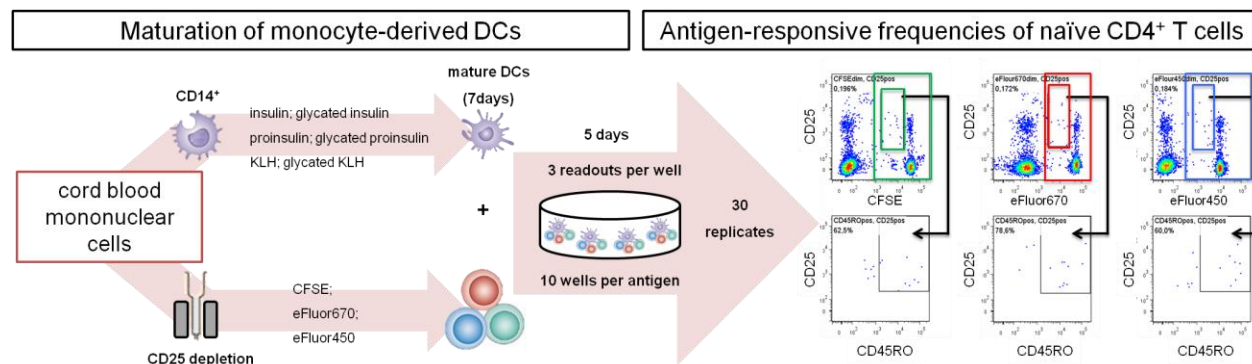 Maturation of monocyte-derived DCs
Antigen-responsive frequencies of naïve CD4⁺ T cells
CD14⁺
insulin; glycated insulin
proinsulin; glycated proinsulin
KLH; glycated KLH
mature DCs
(7days)
cord blood
mononuclear
cells
CD25 depletion
CFSE;
eFluor670;
eFluor450
+
5 days
3 readouts per well
10 wells per antigen
30
replicates
CFSEdim, CD25pos
0,196%
CD25
CFSE
eFlour670dim, CD25pos
0,172%
CD25
eFluor670
eFlour450dim, CD25pos
0,184%
CD25
eFluor450
CD45ROpos, CD25pos
62,5%
CD25
CD45RO
CD45ROpos, CD25pos
78,6%
CD25
CD45RO
CD45ROpos, CD25pos
60,0%
CD25
CD45RO